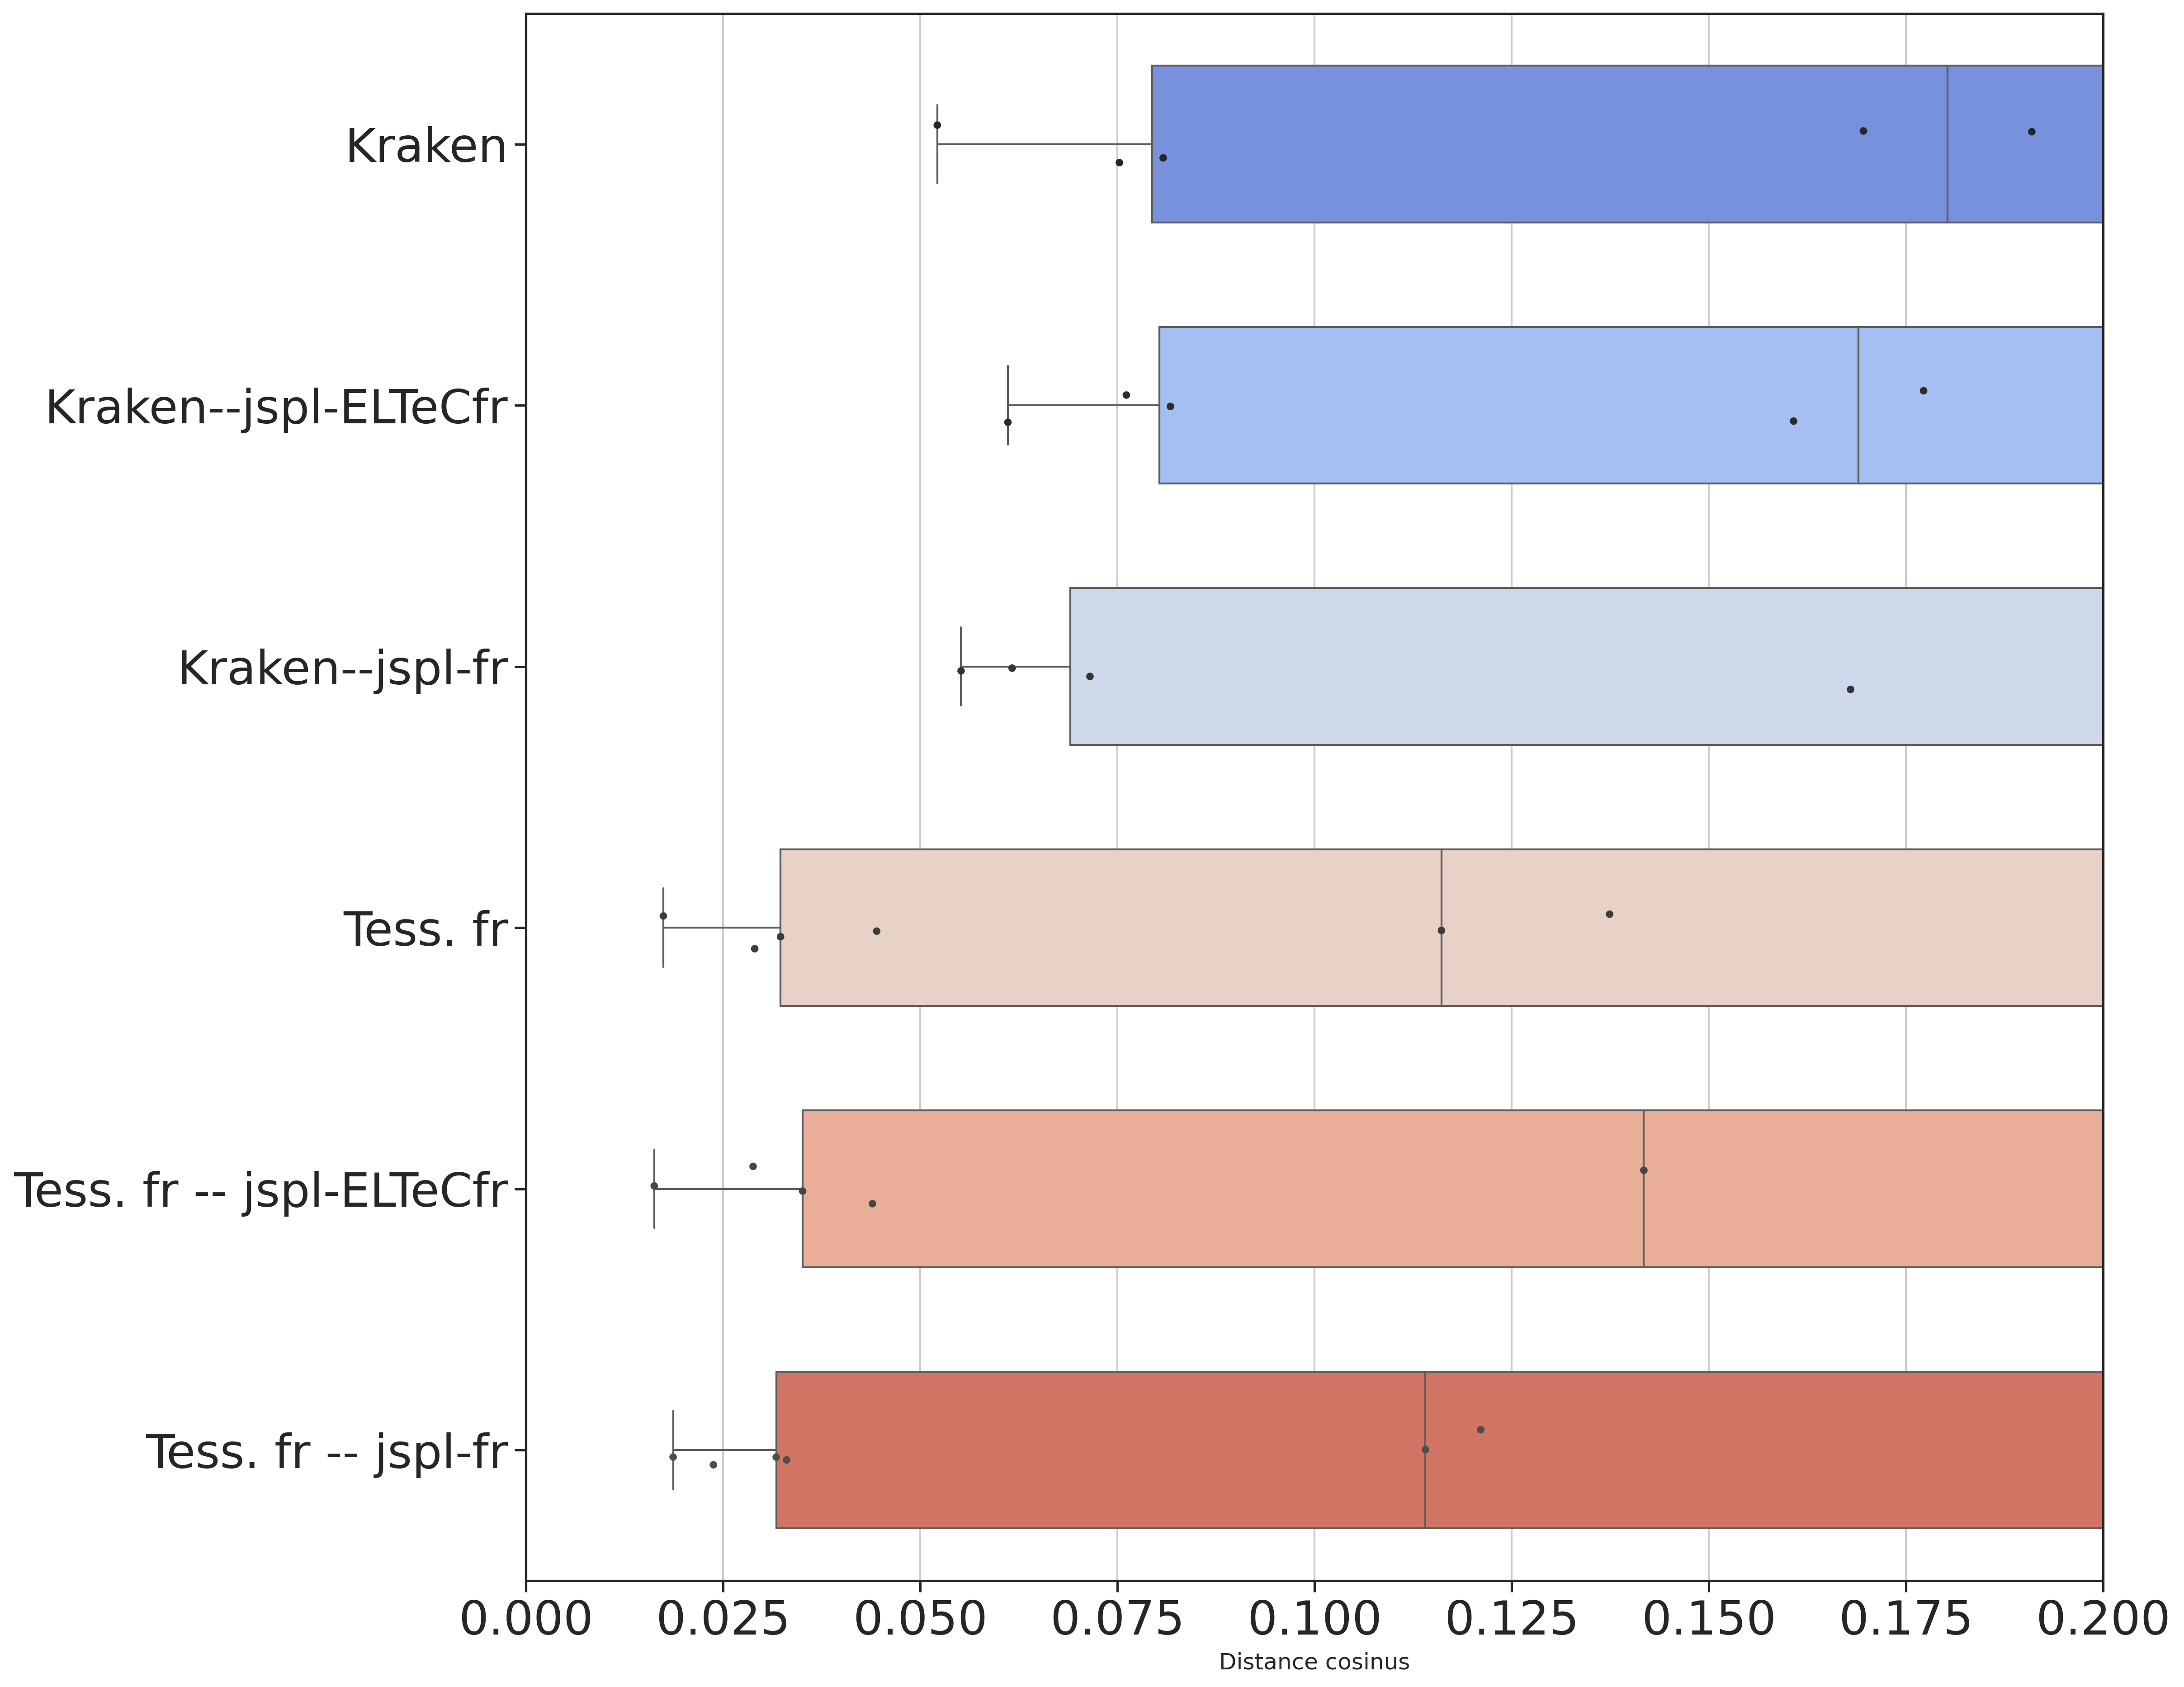 Kraken
Kraken--jspl-ELTeCfr
Kraken--jspl-fr
Tess. fr
Tess. fr -- jspl-ELTeCfr
Tess. fr -- jspl-fr
0.000 0.025 0.050 0.075 0.100 0.125 0.150 0.175 0.200
Distance cosinus